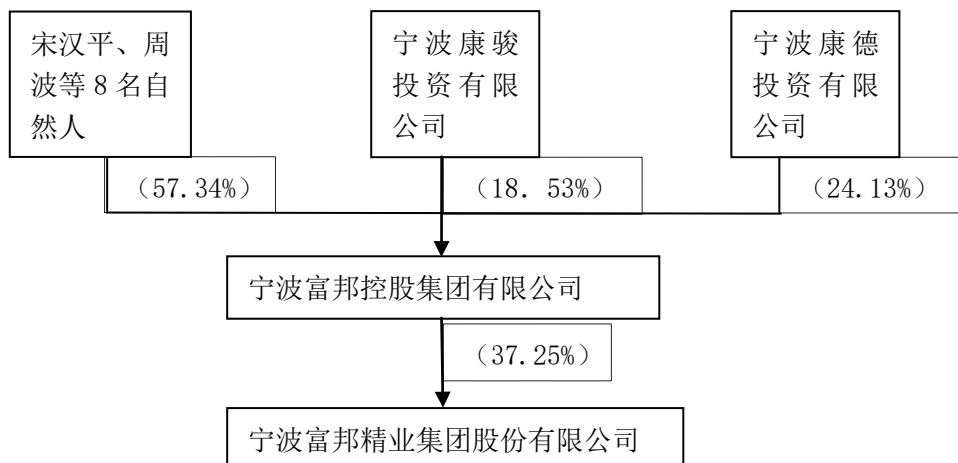 宋汉平、周
波等8名自
然人
宁波康骏
投资有限
公司
宁波康德
投资有限
公司
（57.34%）
（18. 53%）
（24.13%）
宁波富邦控股集团有限公司
（37.25%）
宁波富邦精业集团股份有限公司